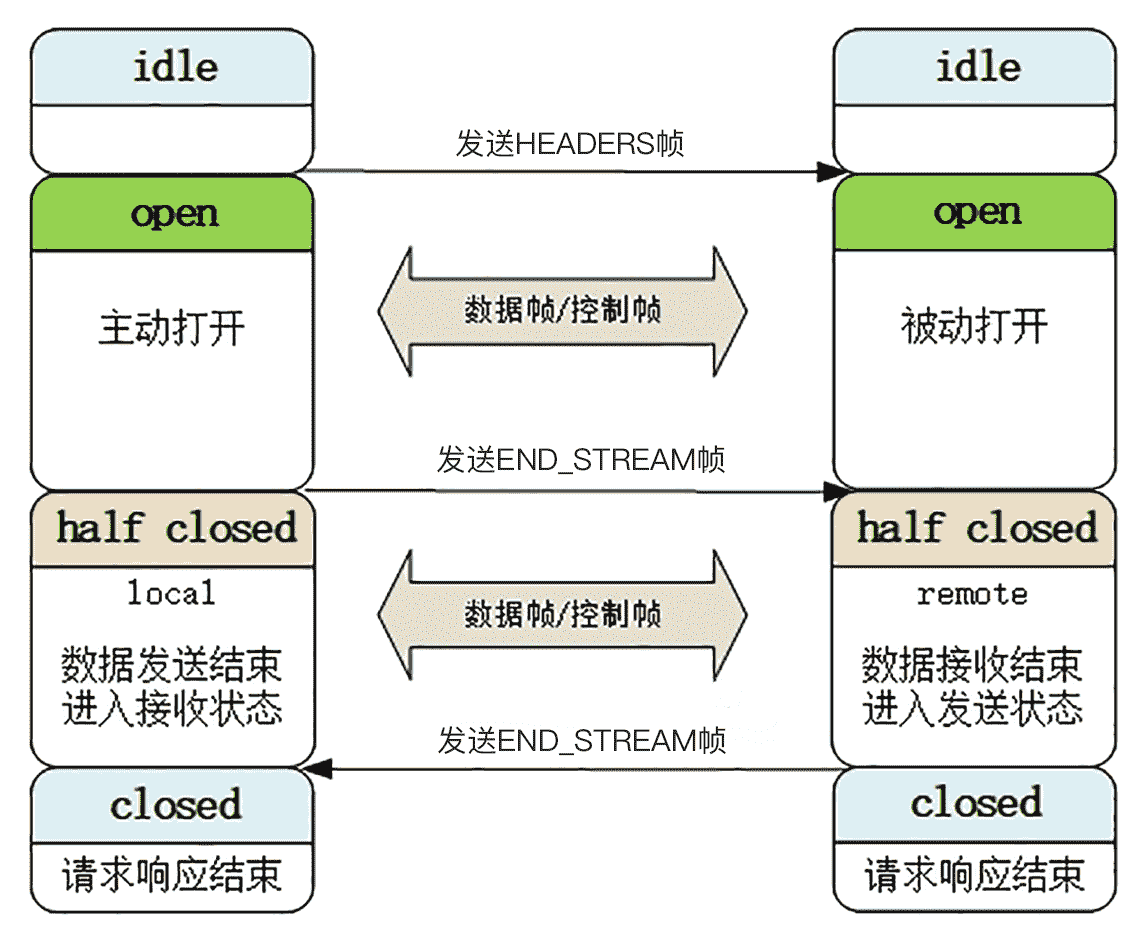 idle
idle
发送HEADERS帧
open
open
数据帧/控制帧
主动打开
被动打开
发送END_STREAM帧
half closed
half closed
local
remote
数据帧/控制帧
数据发送结束
进入接收状态
数据接收结束
进入发送状态
发送END_STREAM帧
closed
closed
请求响应结束
请求响应结束